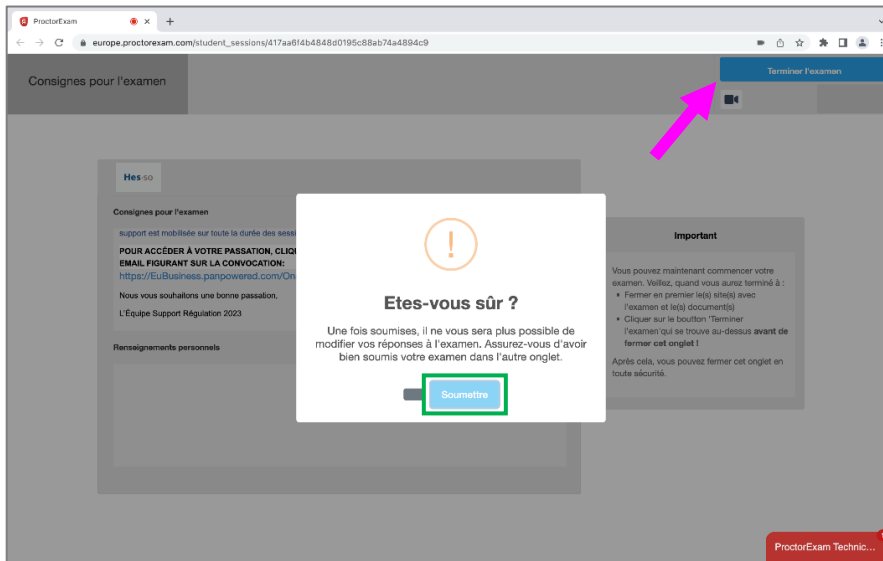 ProctorExam
europe.proctorexam.com/student_sessions/417aa6f4b4848d0195c88ab74a4894c9
Consignes pour l'examen
Terminer l'examen
Hes·so
Consignes pour l'examen
support est mobilisée sur toute la durée des sessi
POUR ACCÉDER À VOTRE PASSATION, CLIQU
EMAIL FIGURANT SUR LA CONVOCATION:
https://EuBusiness.panpowered.com/On
Nous vous souhaitons une bonne passation,
L'Équipe Support Régulation 2023
Renseignements personnels
Etes-vous sûr ?
Une fois soumises, il ne vous sera plus possible de
modifier vos réponses à l'examen. Assurez-vous d'avoir
bien soumis votre examen dans l'autre onglet.
Soumettre
Important
Vous pouvez maintenant commencer votre
examen. Veillez, quand vous aurez terminé à :
Fermer en premier le(s) site(s) avec
l'examen et le(s) document(s)
Cliquer sur le boutton 'Terminer
l'examen'qui se trouve au-dessus avant de
fermer cet onglet !
Après cela, vous pouvez fermer cet onglet en
toute sécurité.
ProctorExam Technic...